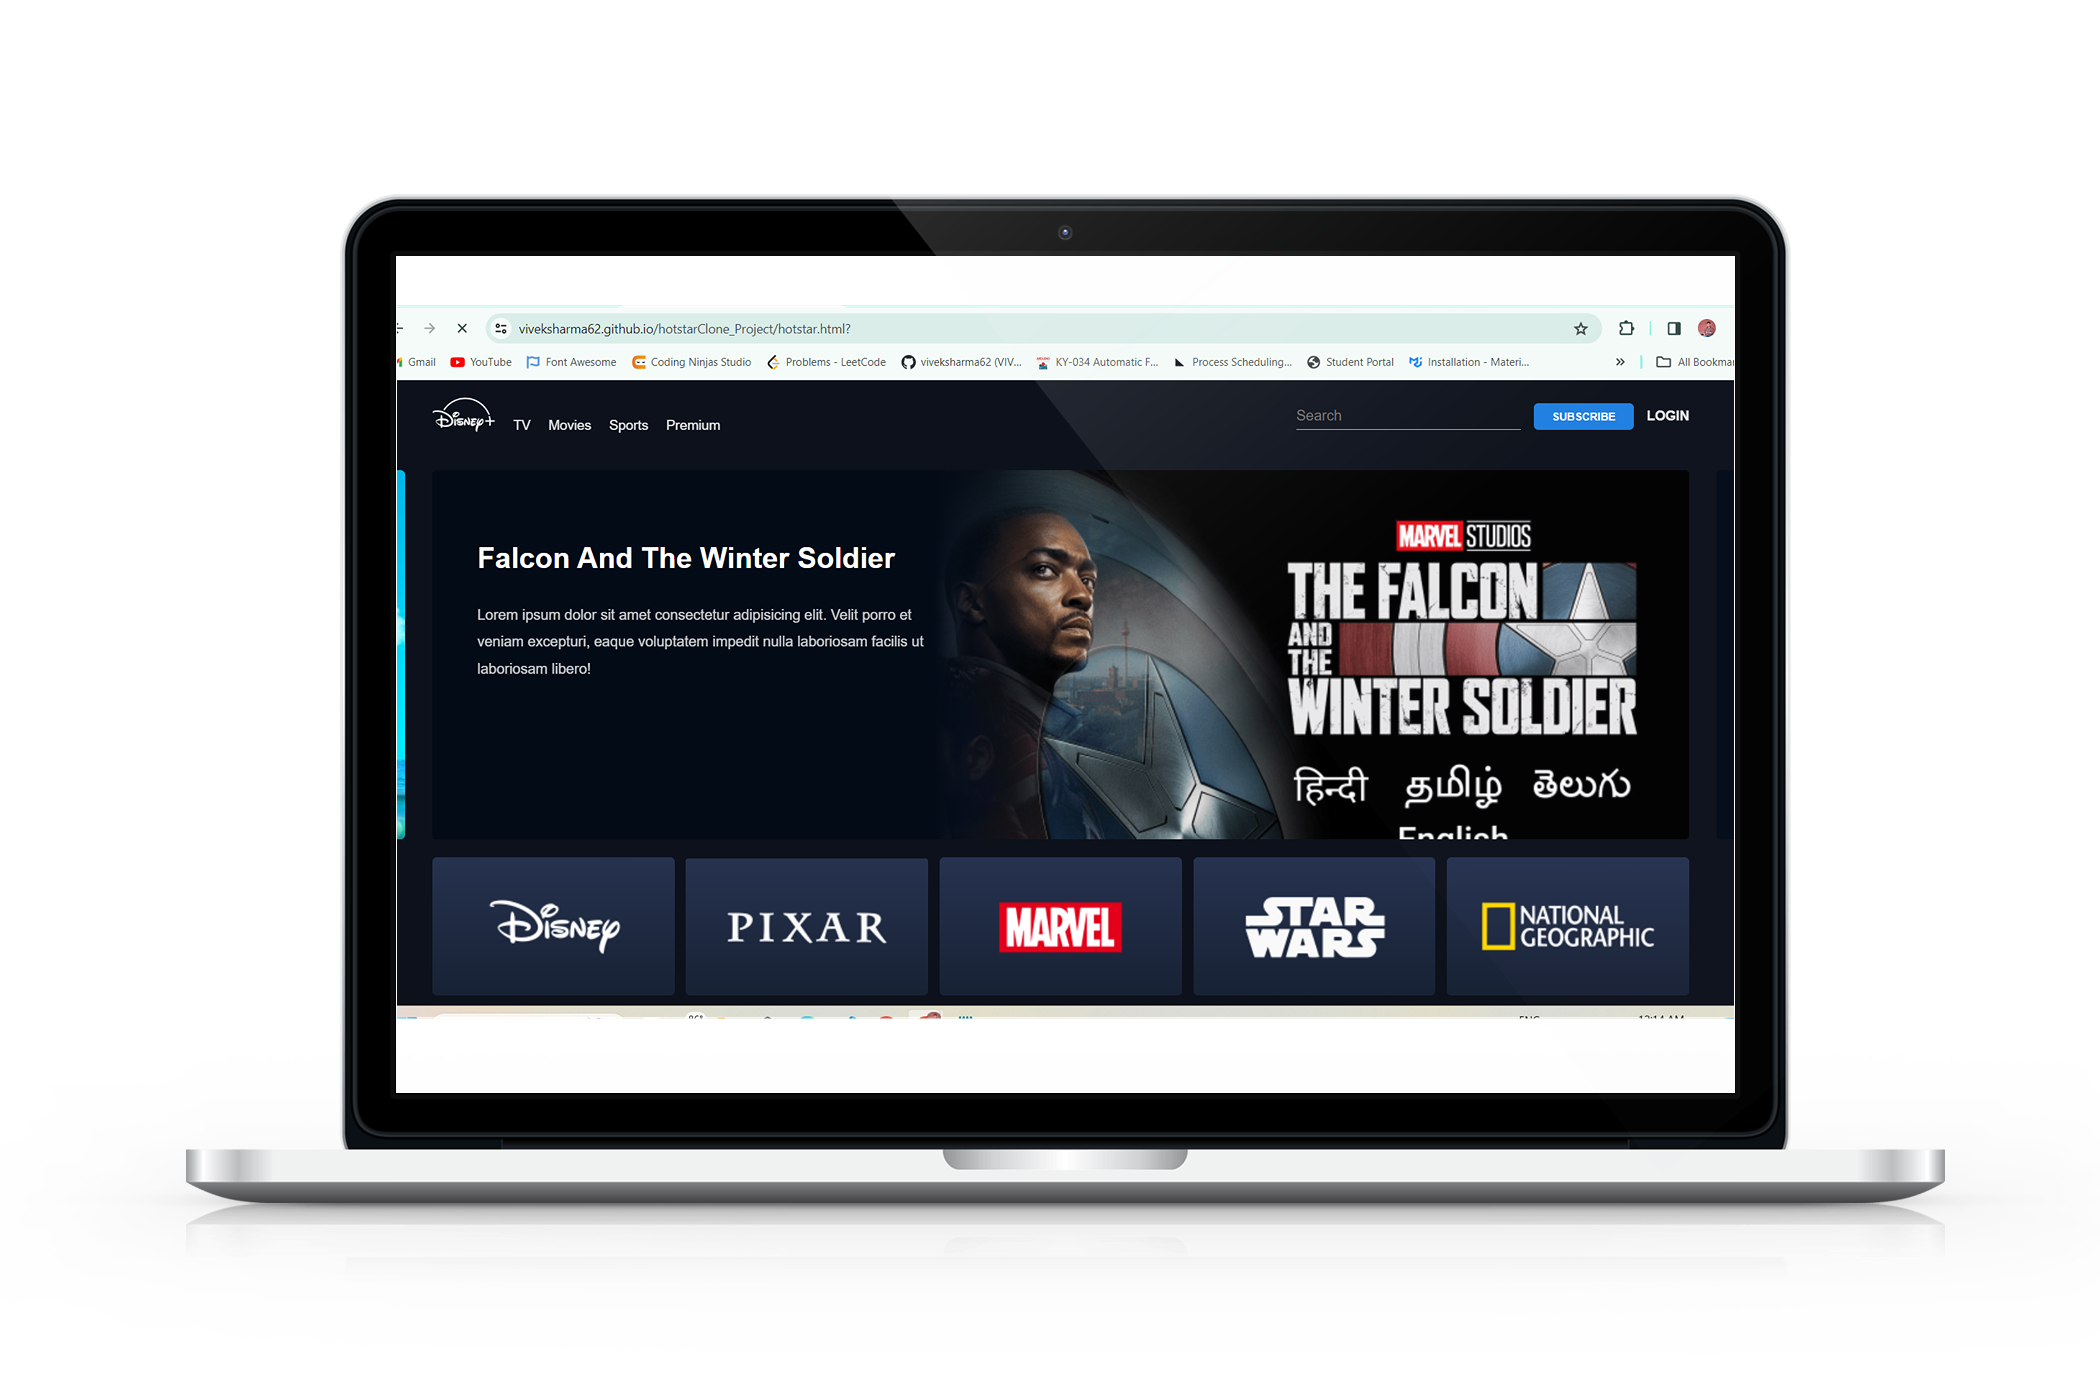 viveksharma62.github.io/hotstarClone_Project/hotstar.html?
Gmail YouTube Font Awesome Coding Ninjas Studio Problems - LeetCode viveksharma62 (VIV... KY-034 Automatic F... Process Scheduling... Student Portal Installation - Materi... » All Bookmar
Disney+ TV Movies Sports Premium Search SUBSCRIBE LOGIN
Falcon And The Winter Soldier
Lorem ipsum dolor sit amet consectetur adipisicing elit. Velit porro et
veniam excepturi, eaque voluptatem impedit nulla laboriosam facilis ut
laboriosam libero!
MARVEL STUDIOS
THE FALCON
AND
THE
WINTER SOLDIER
हिन्दी தமிழ் తెలుగు
English
Disney PIXAR MARVEL STAR WARS NATIONAL GEOGRAPHIC